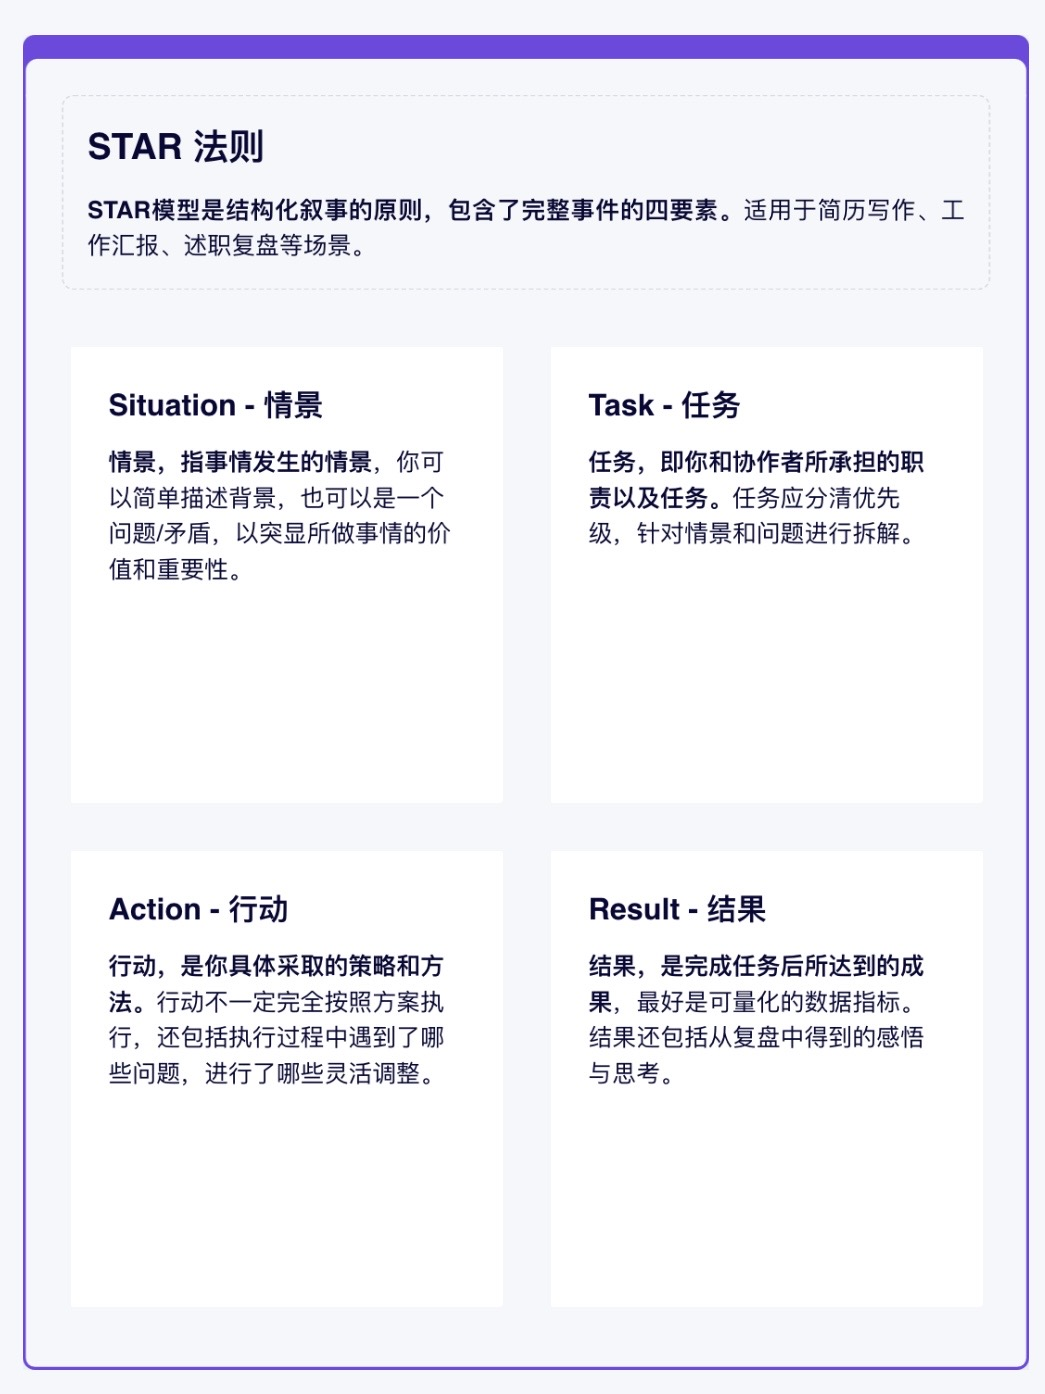 STAR 法则
STAR模型是结构化叙事的原则，包含了完整事件的四要素。适用于简历写作、工
作汇报、述职复盘等场景。
Situation - 情景
情景，指事情发生的情景，你可
以简单描述背景，也可以是一个
问题/矛盾，以突显所做事情的价
值和重要性。
Task - 任务
任务，即你和协作者所承担的职
责以及任务。任务应分清优先
级，针对情景和问题进行拆解。
Action - 行动
行动，是你具体采取的策略和方
法。行动不一定完全按照方案执
行，还包括执行过程中遇到了哪
些问题，进行了哪些灵活调整。
Result - 结果
结果，是完成任务后所达到的成
果，最好是可量化的数据指标。
结果还包括从复盘中得到的感悟
与思考。